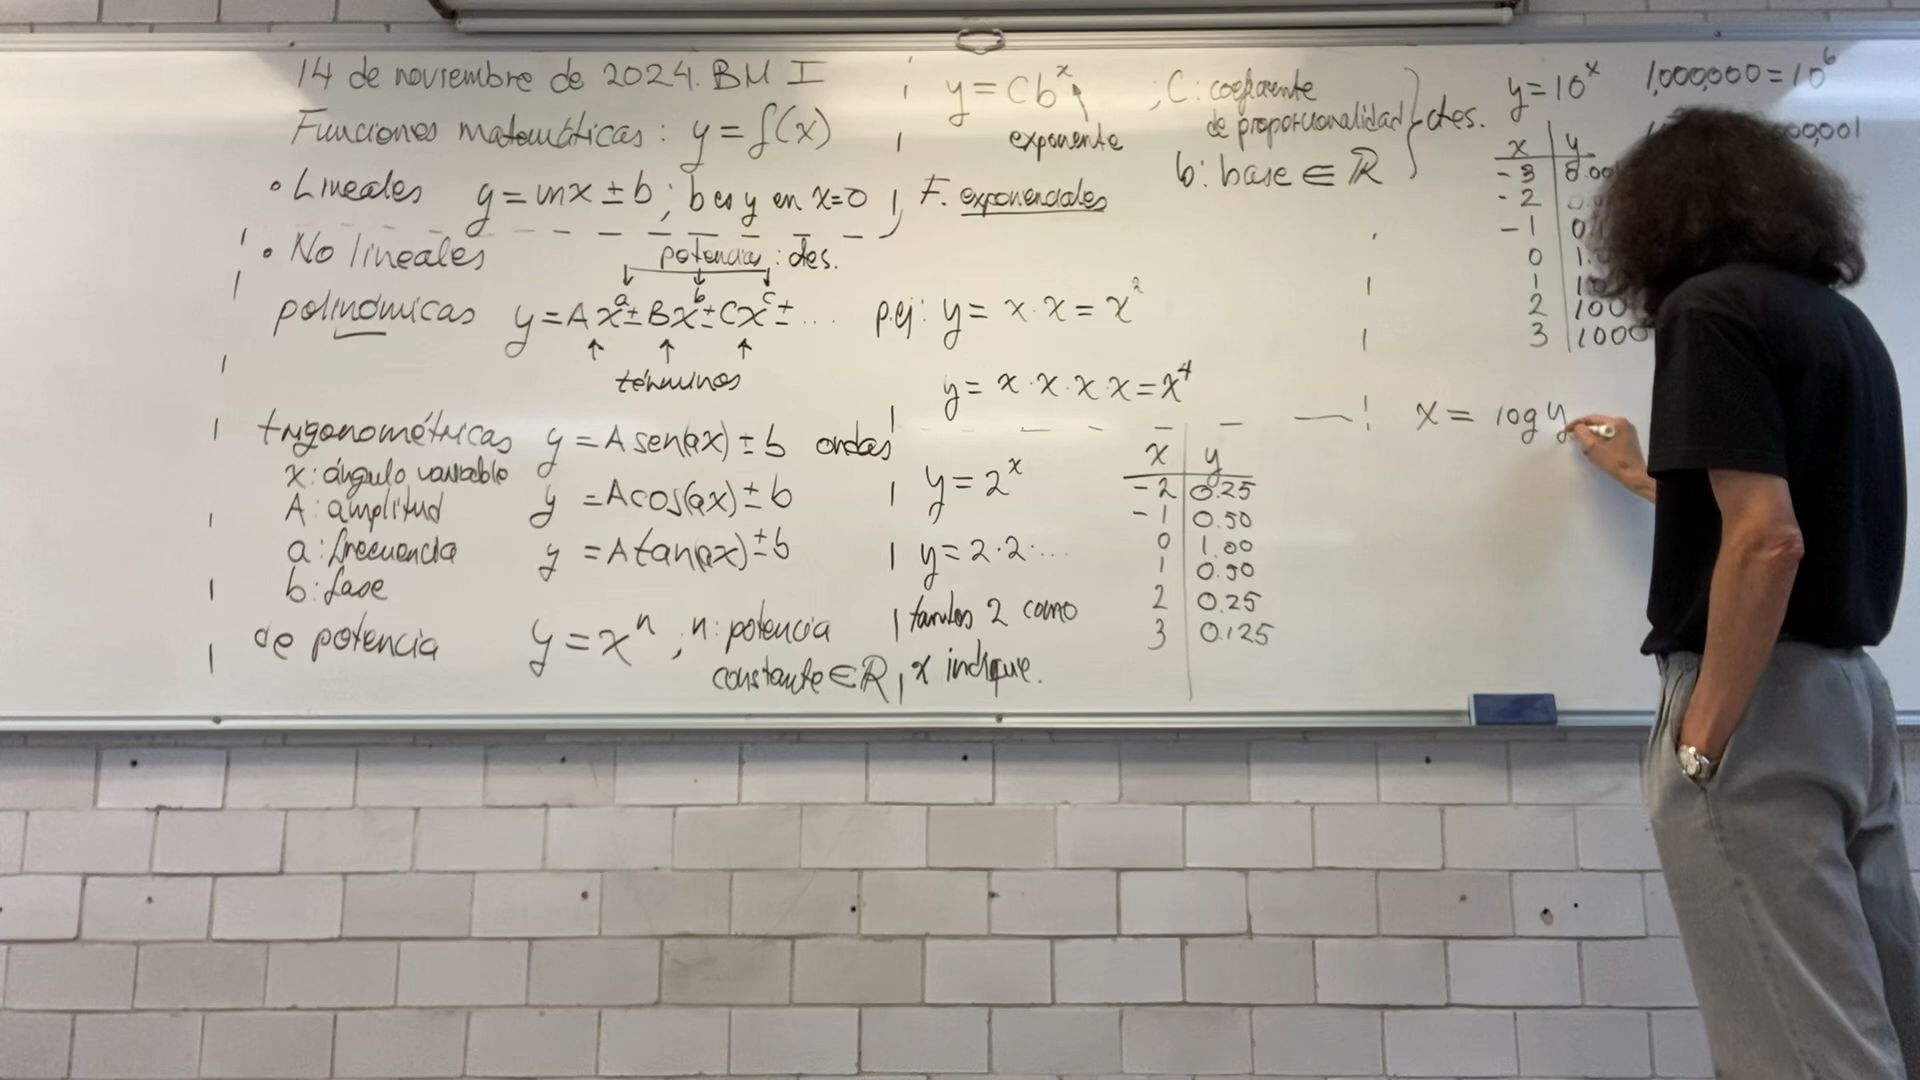 14 de noviembre de 2024. BM I
Funciones matemáticas: y = f(x)
• Lineales y = mx ± b ; b es y en x=0
• No lineales
potencias : ctes.
polinómicas y = Ax^a ± Bx^b ± Cx^c ± ...
términos
trigonométricas y = A sen(ax) ± b ondas
x: ángulo variable
y = A cos(ax) ± b
A: amplitud
a: frecuencia y = A tan(ax) ± b
b: fase
de potencia y = x^n ; n: potencia
constante ∈ R
y = Cb^x
exponente
; C: coeficiente
de proporcionalidad
b: base ∈ R
ctes.
F. exponenciales
p.ej: y = x · x = x^2
y = x · x · x · x = x^4
y = 2^x
y = 2·2·...
tantos 2 como
x indique.
x y
-2 0.25
-1 0.50
0 1.00
1 0.50
2 0.25
3 0.125
y = 10^x
1,000,000 = 10^6
x y
-3
-2
-1
0
1
2 100
3 1000
x = log y